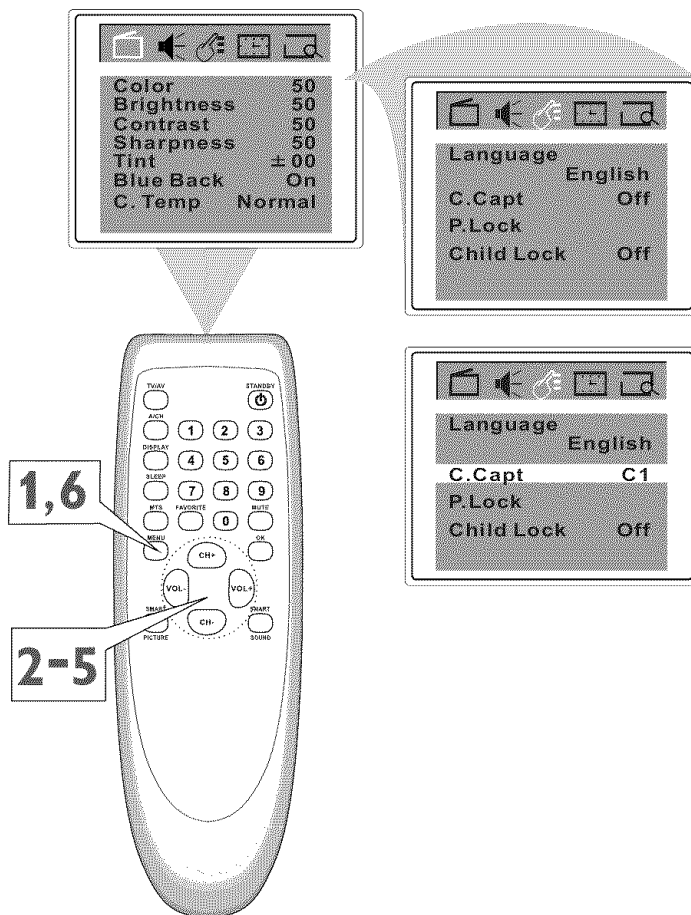 Color 50
Brightness 50
Contrast 50
Sharpness 50
Tint ±00
Blue Back On
C. Temp Normal
Language
English
C.Capt Off
P.Lock
Child Lock Off
Language
English
C.Capt C1
P.Lock
Child Lock Off
TV/AV STANDBY
A/CH
1 2 3
DISPLAY
4 5 6
SLEEP
7 8 9
MTS FAVORITE 0 MUTE
MENU OK
CH+
VOL- VOL+
SMART SMART
CH-
PICTURE SOUND
1,6
2-5